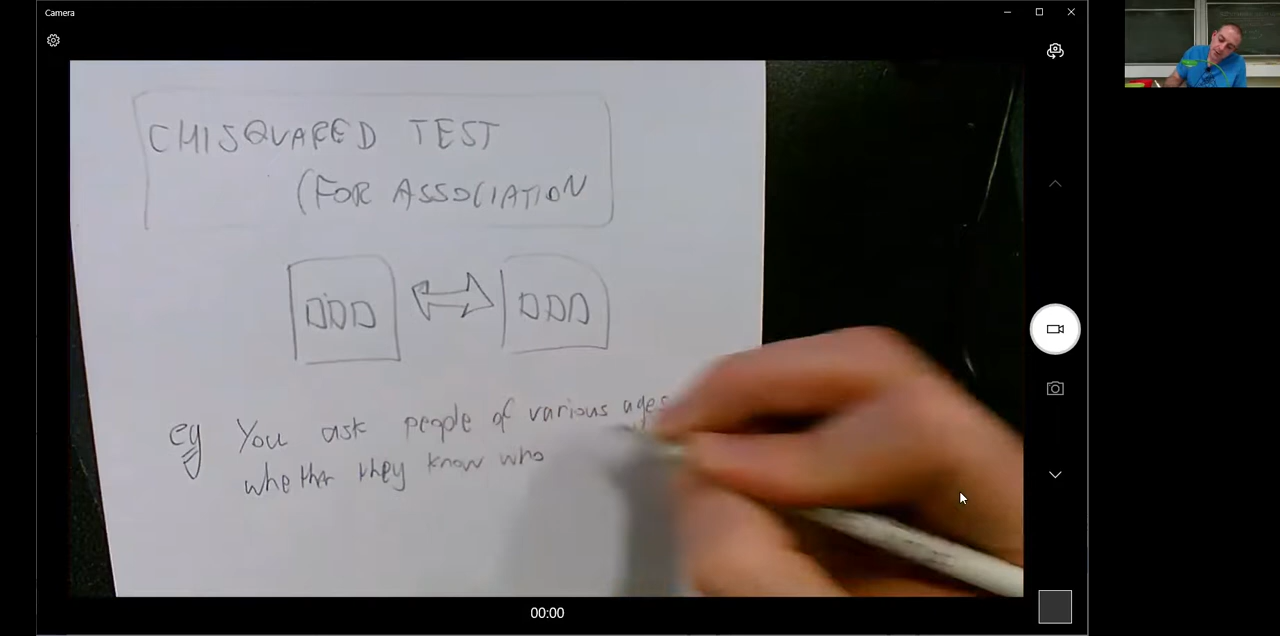 Camera
CHISQUARED TEST
(FOR ASSOCIATION
DDD DDD
eg You ask people of various ages
whether they know who
00:00